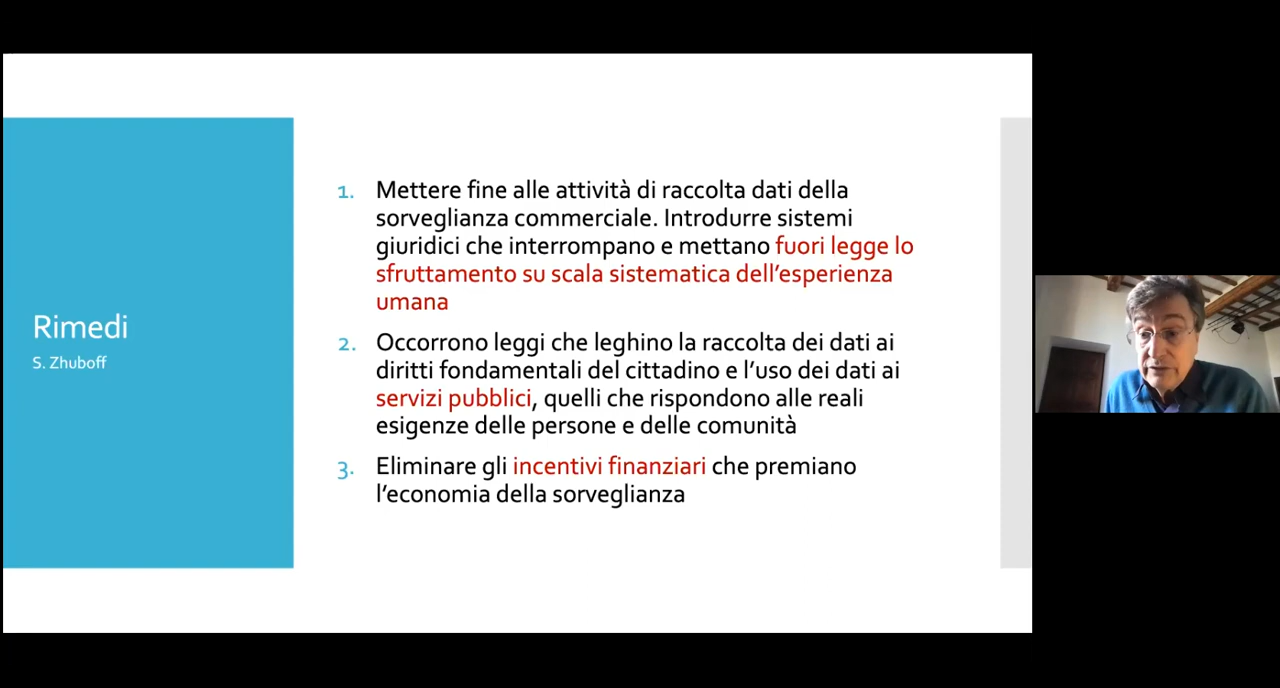 Rimedi
S. Zhuboff
1. Mettere fine alle attività di raccolta dati della
sorveglianza commerciale. Introdurre sistemi
giuridici che interrompano e mettano fuori legge lo
sfruttamento su scala sistematica dell'esperienza
umana
2. Occorrono leggi che leghino la raccolta dei dati ai
diritti fondamentali del cittadino e l'uso dei dati ai
servizi pubblici, quelli che rispondono alle reali
esigenze delle persone e delle comunità
3. Eliminare gli incentivi finanziari che premiano
l'economia della sorveglianza